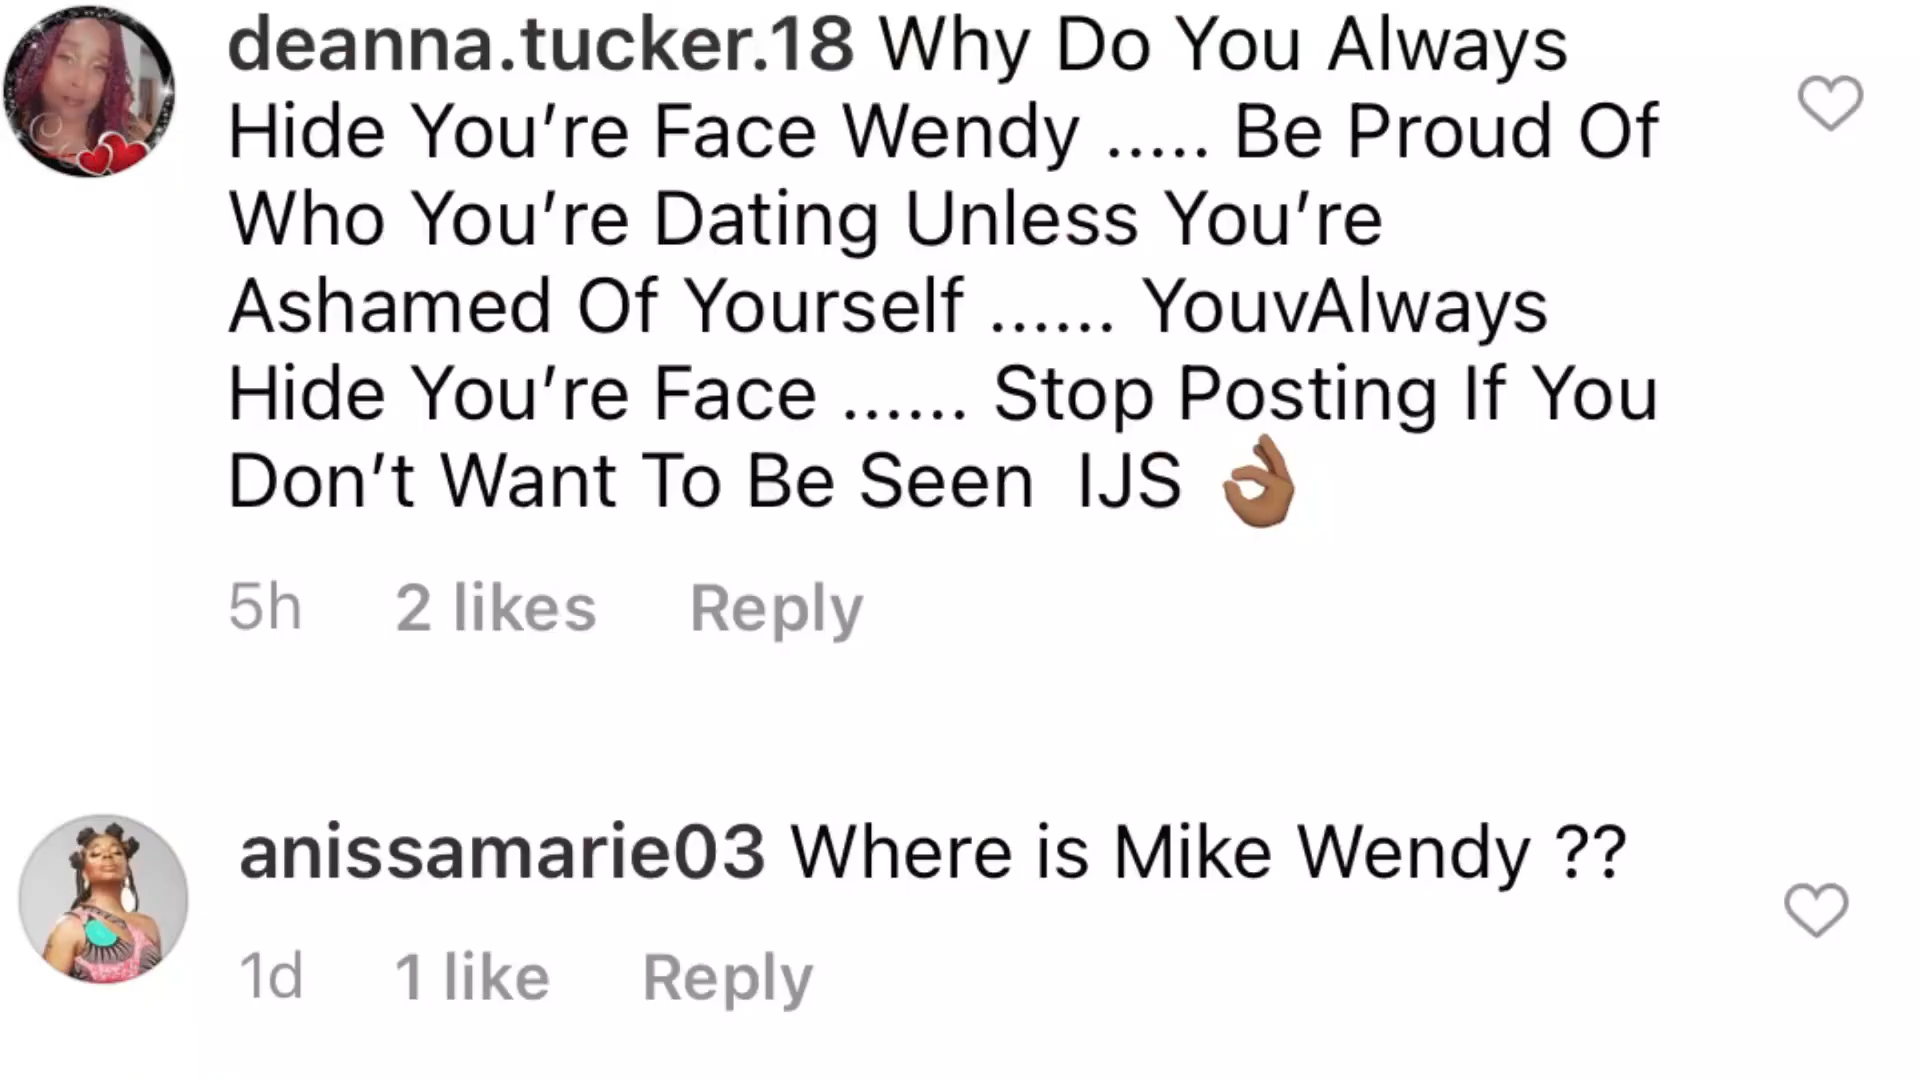 deanna.tucker.18 Why Do You Always
Hide You’re Face Wendy ..... Be Proud Of
Who You’re Dating Unless You’re
Ashamed Of Yourself ...... YouvAlways
Hide You’re Face ...... Stop Posting If You
Don’t Want To Be Seen  IJS 👌🏾
5h 2 likes Reply
anissamarie03 Where is Mike Wendy ??
1d 1 like Reply